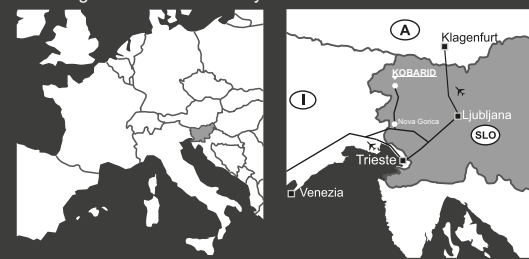 A
Klagenfurt
KOBARID
I
Nova Gorica
Ljubljana
SLO
Trieste
Venezia